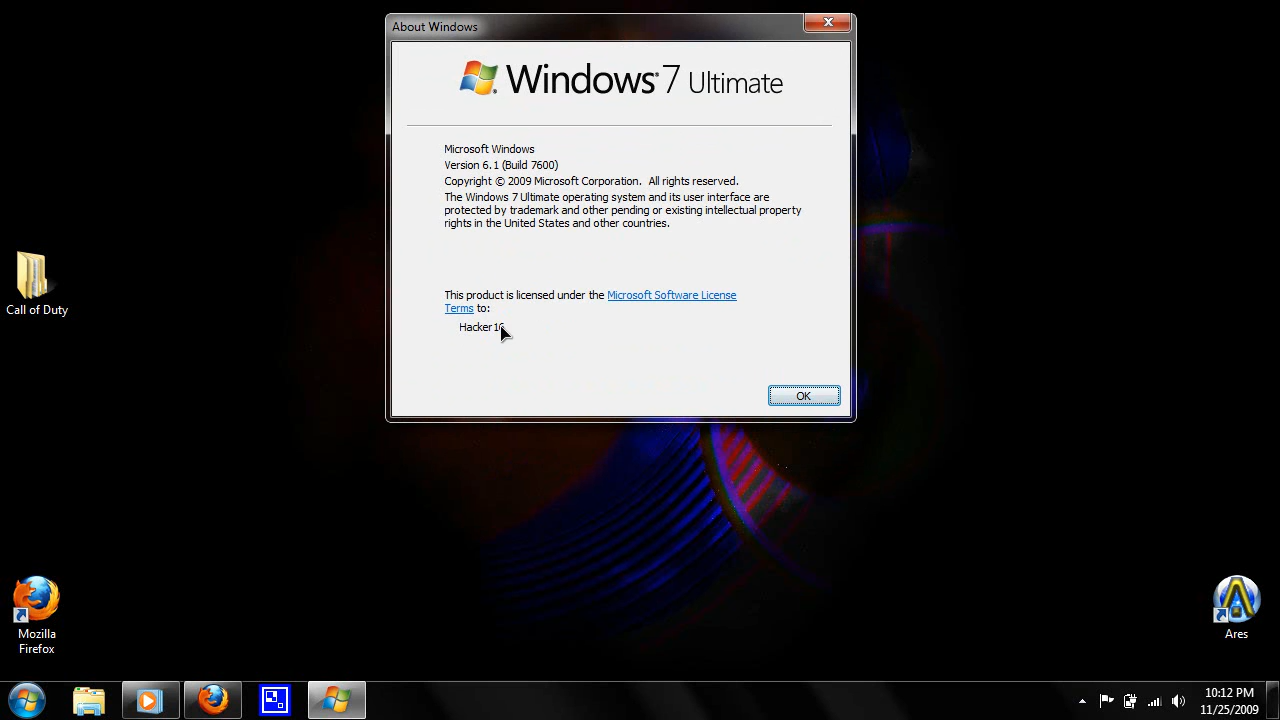 About Windows
Windows 7 Ultimate
Microsoft Windows
Version 6.1 (Build 7600)
Copyright © 2009 Microsoft Corporation. All rights reserved.
The Windows 7 Ultimate operating system and its user interface are
protected by trademark and other pending or existing intellectual property
rights in the United States and other countries.
This product is licensed under the Microsoft Software License
Terms to:
OK
Call of Duty
Mozilla
Firefox
Ares
10:12 PM
11/25/2009